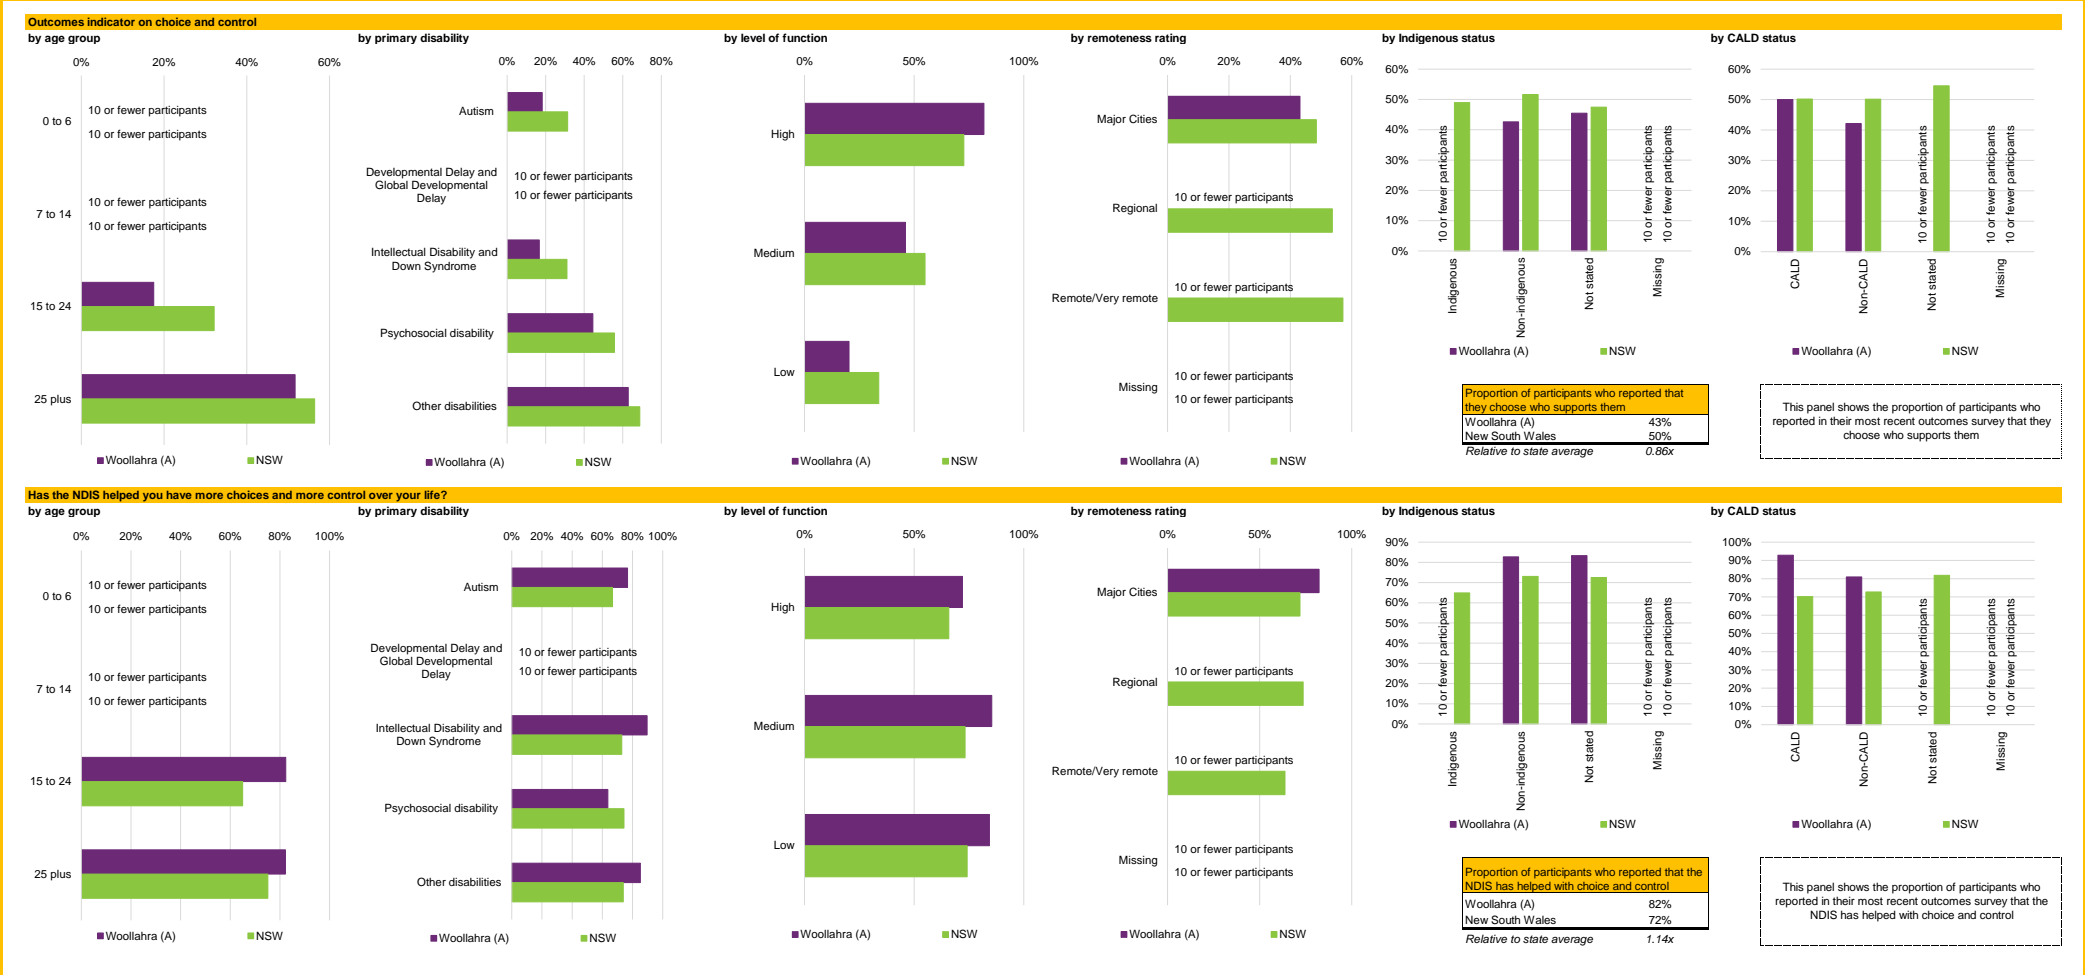 Outcomes indicator on choice and control
by age group
0%
20%
40%
60%
0 to 6
10 or fewer participants
10 or fewer participants
7 to 14
10 or fewer participants
10 or fewer participants
15 to 24
25 plus
Woollahra (A)
NSW
by primary disability
0%
20%
40%
60%
80%
Autism
Developmental Delay and
Global Developmental
Delay
10 or fewer participants
10 or fewer participants
Intellectual Disability and
Down Syndrome
Psychosocial disability
Other disabilities
Woollahra (A)
NSW
by level of function
0%
50%
100%
High
Medium
Low
Woollahra (A)
NSW
by remoteness rating
0%
20%
40%
60%
Major Cities
Regional
10 or fewer participants
Remote/Very remote
10 or fewer participants
Missing
10 or fewer participants
10 or fewer participants
Woollahra (A)
NSW
by Indigenous status
60%
50%
40%
30%
20%
10%
0%
10 or fewer participants
10 or fewer participants
10 or fewer participants
Indigenous
Non-indigenous
Not stated
Missing
Woollahra (A)
NSW
Proportion of participants who reported that
they choose who supports them
Woollahra (A) 43%
New South Wales 50%
Relative to state average 0.86x
by CALD status
60%
50%
40%
30%
20%
10%
0%
10 or fewer participants
10 or fewer participants
10 or fewer participants
CALD
Non-CALD
Not stated
Missing
Woollahra (A)
NSW
This panel shows the proportion of participants who
reported in their most recent outcomes survey that they
choose who supports them
Has the NDIS helped you have more choices and more control over your life?
by age group
0%
20%
40%
60%
80%
100%
0 to 6
10 or fewer participants
10 or fewer participants
7 to 14
10 or fewer participants
10 or fewer participants
15 to 24
25 plus
Woollahra (A)
NSW
by primary disability
0%
20%
40%
60%
80%
100%
Autism
Developmental Delay and
Global Developmental
Delay
10 or fewer participants
10 or fewer participants
Intellectual Disability and
Down Syndrome
Psychosocial disability
Other disabilities
Woollahra (A)
NSW
by level of function
0%
50%
100%
High
Medium
Low
Woollahra (A)
NSW
by remoteness rating
0%
50%
100%
Major Cities
Regional
10 or fewer participants
Remote/Very remote
10 or fewer participants
Missing
10 or fewer participants
10 or fewer participants
Woollahra (A)
NSW
by Indigenous status
90%
80%
70%
60%
50%
40%
30%
20%
10%
0%
10 or fewer participants
10 or fewer participants
10 or fewer participants
Indigenous
Non-indigenous
Not stated
Missing
Woollahra (A)
NSW
Proportion of participants who reported that the
NDIS has helped with choice and control
Woollahra (A) 82%
New South Wales 72%
Relative to state average 1.14x
by CALD status
100%
90%
80%
70%
60%
50%
40%
30%
20%
10%
0%
10 or fewer participants
10 or fewer participants
10 or fewer participants
CALD
Non-CALD
Not stated
Missing
Woollahra (A)
NSW
This panel shows the proportion of participants who
reported in their most recent outcomes survey that the
NDIS has helped with choice and control